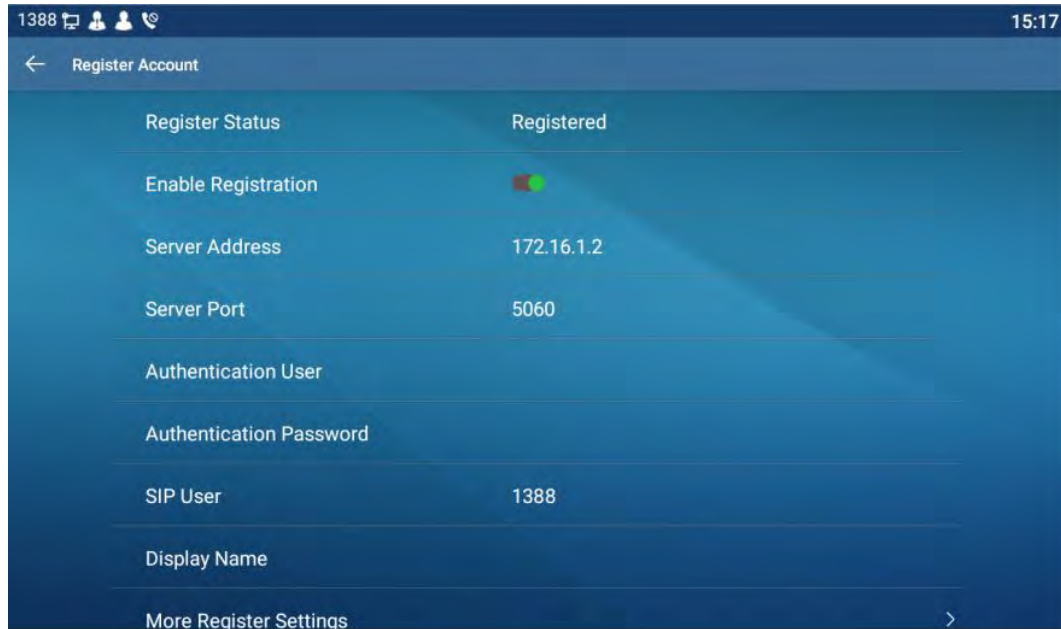 1388 15:17
Register Account
Register Status Registered
Enable Registration
Server Address 172.16.1.2
Server Port 5060
Authentication User
Authentication Password
SIP User 1388
Display Name
More Register Settings